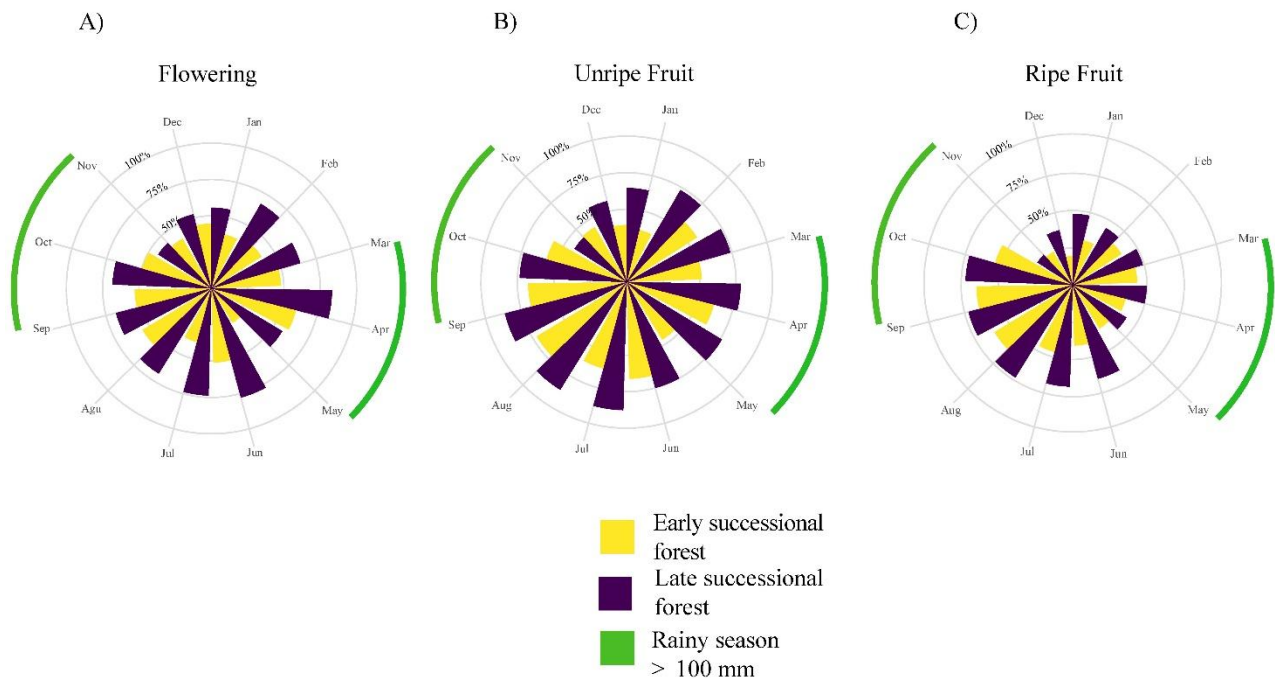 A)
B)
C)
Flowering
Unripe Fruit
Ripe Fruit
Dec
Jan
Feb
Mar
Apr
May
Jun
Jul
Agu
Sep
Oct
Nov
100%
75%
50%
Dec
Jan
Feb
Mar
Apr
May
Jun
Jul
Aug
Sep
Oct
Nov
100%
75%
50%
Dec
Jan
Feb
Mar
Apr
May
Jun
Jul
Aug
Sep
Oct
Nov
100%
75%
50%
Early successional
forest
Late successional
forest
Rainy season
> 100 mm